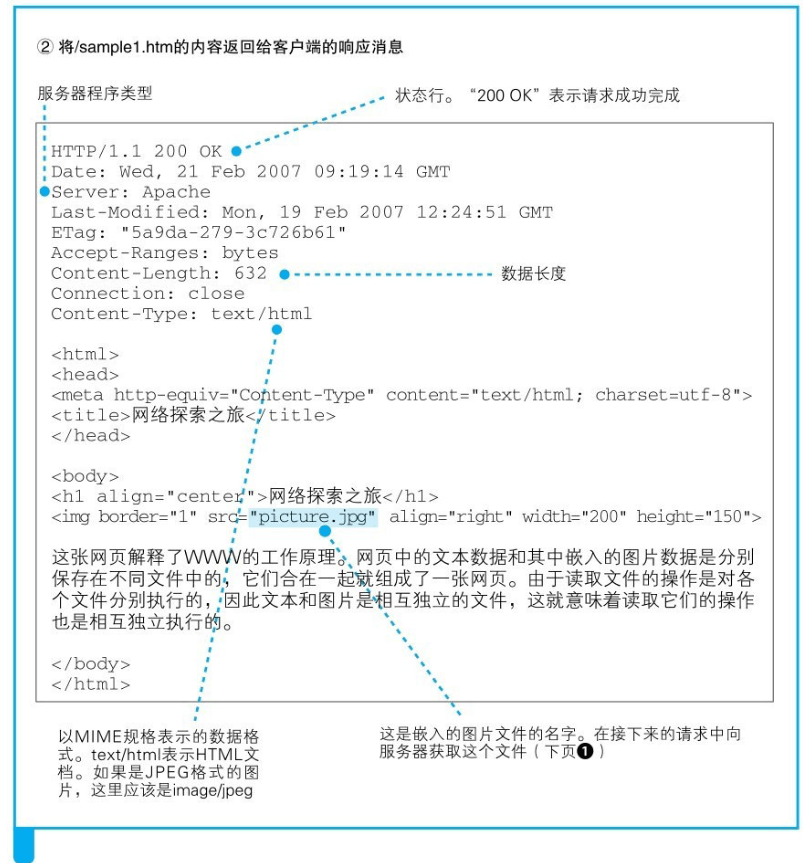 ② 将/sample1.htm的内容返回给客户端的响应消息
服务器程序类型
状态行。“200 OK”表示请求成功完成
HTTP/1.1 200 OK
Date: Wed, 21 Feb 2007 09:19:14 GMT
Server: Apache
Last-Modified: Mon, 19 Feb 2007 12:24:51 GMT
ETag: "5a9da-279-3c726b61"
Accept-Ranges: bytes
Content-Length: 632
数据长度
Connection: close
Content-Type: text/html
<html>
<head>
<meta http-equiv="Content-Type" content="text/html; charset=utf-8">
<title>网络探索之旅</title>
</head>
<body>
<h1 align="center">网络探索之旅</h1>
<img border="1" src="picture.jpg" align="right" width="200" height="150">
这张网页解释了WWW的工作原理。网页中的文本数据和其中嵌入的图片数据是分别
保存在不同文件中的，它们合在一起就组成了一张网页。由于读取文件的操作是对各
个文件分别执行的，因此文本和图片是相互独立的文件，这就意味着读取它们的操作
也是相互独立执行的。
</body>
</html>
以MIME规格表示的数据格
式。text/html表示HTML文
档。如果是JPEG格式的图
片，这里应该是image/jpeg
这是嵌入的图片文件的名字。在接下来的请求中向
服务器获取这个文件（下页❶）